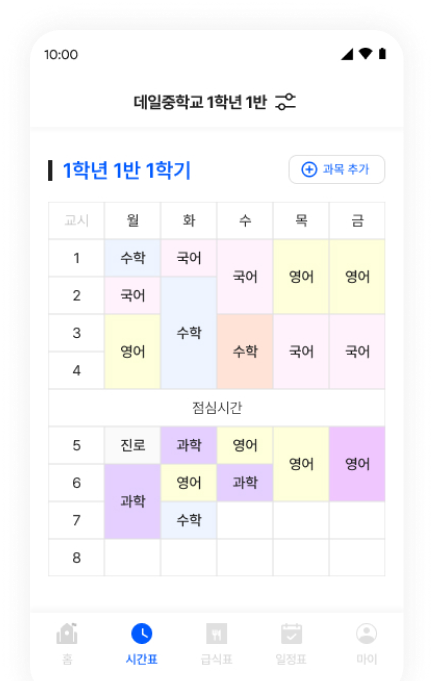 10:00
데일중학교 1학년 1반
1학년 1반 1학기
과목 추가
교시 월 화 수 목 금
1 수학 국어 국어 영어 영어
2 국어 수학
3 영어 수학 국어 국어
4
점심시간
5 진로 과학 영어 영어 영어
6 과학 영어 과학
7 수학
8
홈 시간표 급식표 일정표 마이